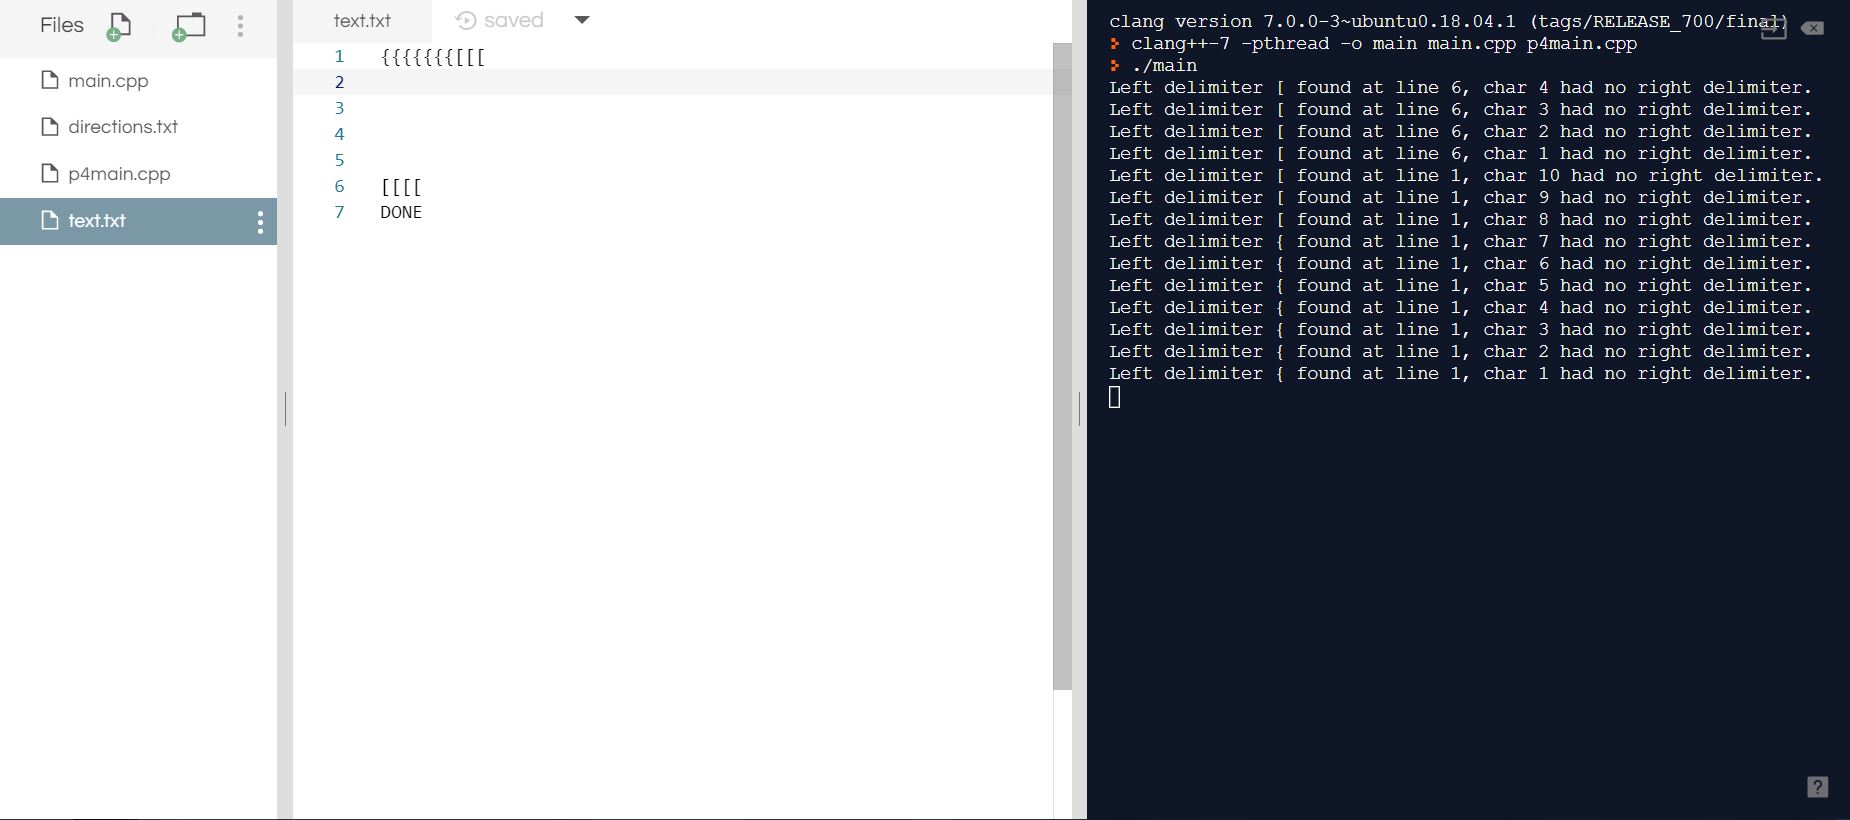 Files
main.cpp
directions.txt
p4main.cpp
text.txt
text.txt saved
1 {{{{{{{[[[
2
3
4
5
6 [[[[
7 DONE
clang version 7.0.0-3~ubuntu0.18.04.1 (tags/RELEASE_700/final)
clang++-7 -pthread -o main main.cpp p4main.cpp
./main
Left delimiter [ found at line 6, char 4 had no right delimiter.
Left delimiter [ found at line 6, char 3 had no right delimiter.
Left delimiter [ found at line 6, char 2 had no right delimiter.
Left delimiter [ found at line 6, char 1 had no right delimiter.
Left delimiter [ found at line 1, char 10 had no right delimiter.
Left delimiter [ found at line 1, char 9 had no right delimiter.
Left delimiter [ found at line 1, char 8 had no right delimiter.
Left delimiter { found at line 1, char 7 had no right delimiter.
Left delimiter { found at line 1, char 6 had no right delimiter.
Left delimiter { found at line 1, char 5 had no right delimiter.
Left delimiter { found at line 1, char 4 had no right delimiter.
Left delimiter { found at line 1, char 3 had no right delimiter.
Left delimiter { found at line 1, char 2 had no right delimiter.
Left delimiter { found at line 1, char 1 had no right delimiter.
?